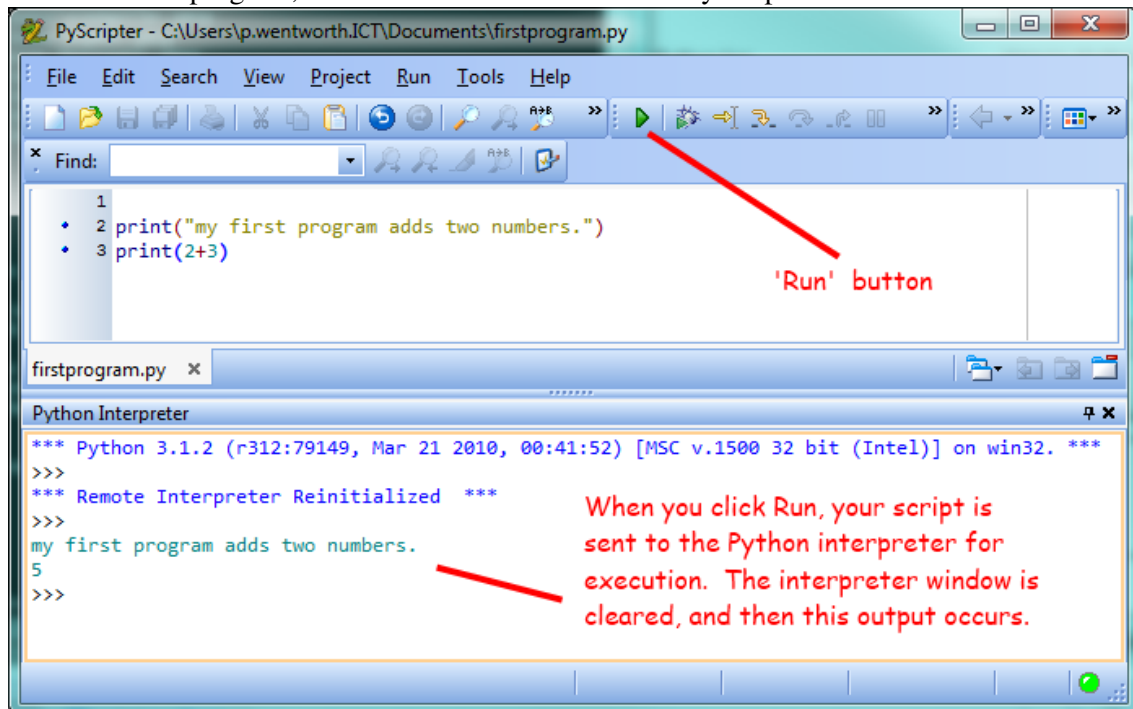 program,
PyScripter - C:\Users\p.wentworth.ICT\Documents\firstprogram.py
File Edit Search View Project Run Tools Help
Find:
1
2 print("my first program adds two numbers.")
3 print(2+3)
'Run' button
firstprogram.py
Python Interpreter
*** Python 3.1.2 (r312:79149, Mar 21 2010, 00:41:52) [MSC v.1500 32 bit (Intel)] on win32. ***
>>>
*** Remote Interpreter Reinitialized ***
>>>
my first program adds two numbers.
5
>>>
When you click Run, your script is
sent to the Python interpreter for
execution. The interpreter window is
cleared, and then this output occurs.